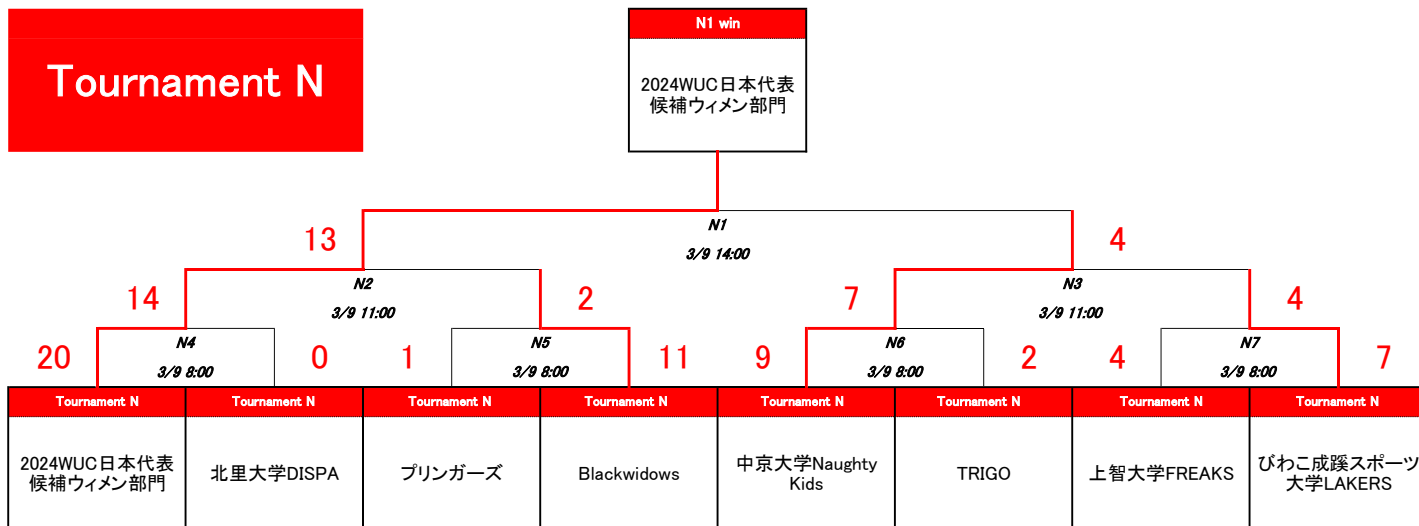 Tournament N
N1 win
2024WUC日本代表
候補ウィメン部門
N1
13
4
3/9 14:00
N2
N3
14
2
7
4
3/9 11:00
3/9 11:00
N4
N5
N6
N7
20
0
1
11
9
2
4
7
3/9 8:00
3/9 8:00
3/9 8:00
3/9 8:00
Tournament N
Tournament N
Tournament N
Tournament N
Tournament N
Tournament N
Tournament N
Tournament N
2024WUC日本代表
候補ウィメン部門
北里大学DISPA
プリンガーズ
Blackwidows
中京大学Naughty
Kids
TRIGO
上智大学FREAKS
びわこ成蹊スポーツ
大学LAKERS